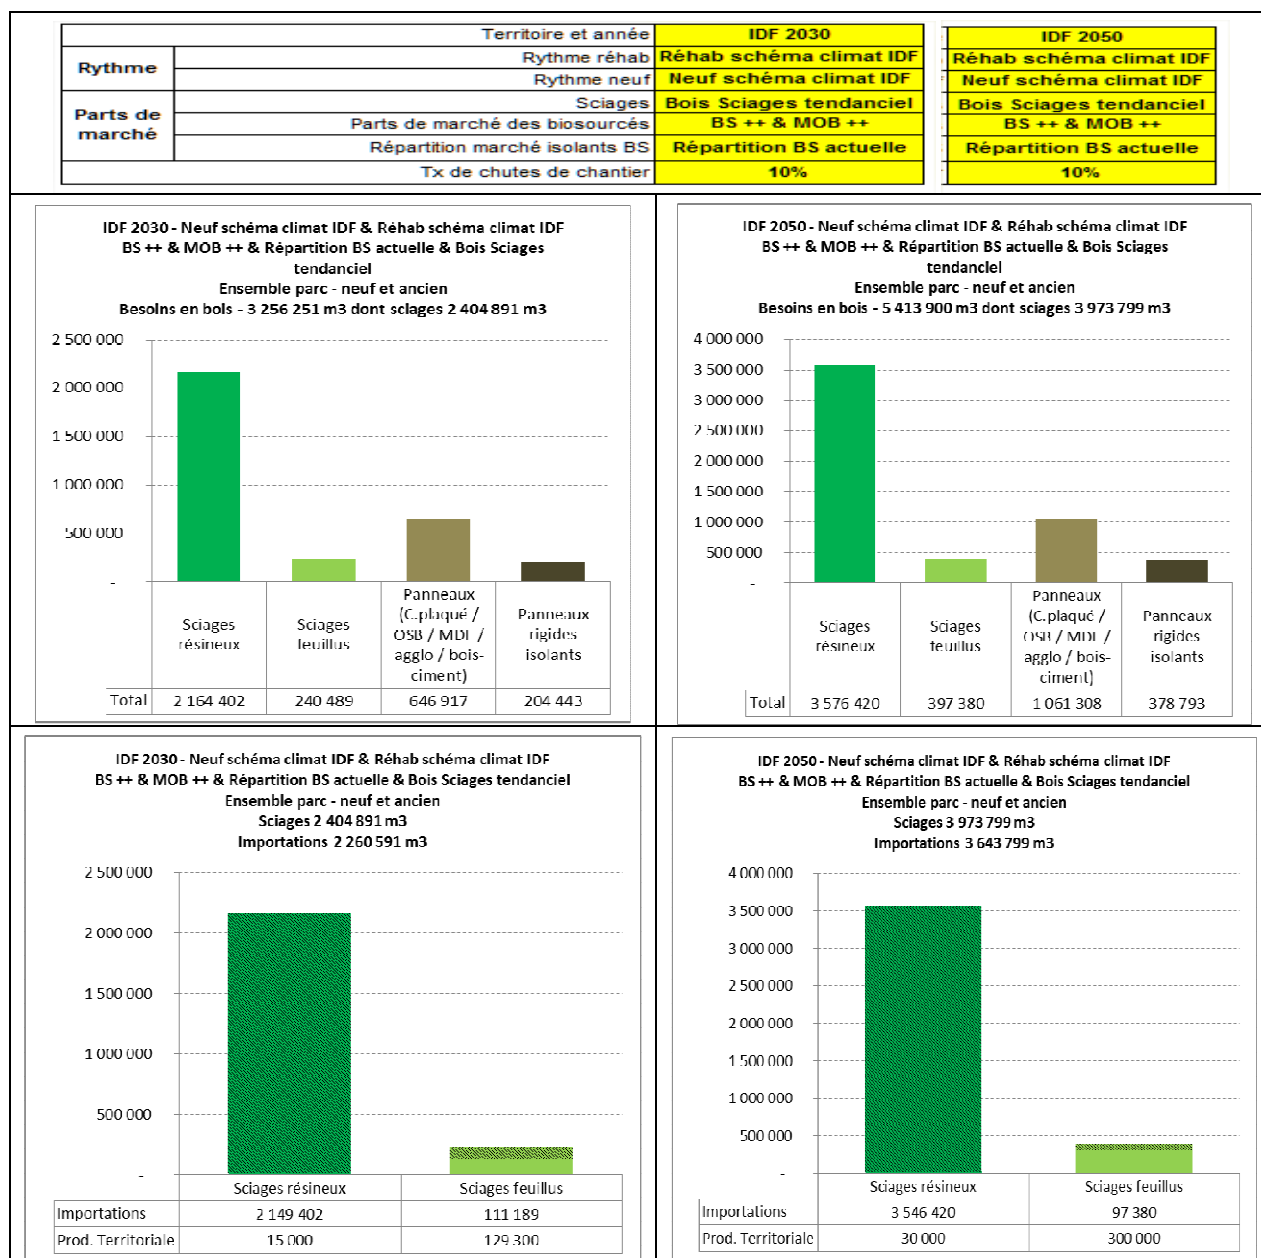 Territoire et année IDF 2030 IDF 2050
Rythme
Rythme réhab Réhab schéma climat IDF Réhab schéma climat IDF
Rythme neuf Neuf schéma climat IDF Neuf schéma climat IDF
Parts de marché
Sciages Bois Sciages tendanciel Bois Sciages tendanciel
Parts de marché des biosourcés BS ++ & MOB ++ BS ++ & MOB ++
Répartition marché isolants BS Répartition BS actuelle Répartition BS actuelle
Tx de chutes de chantier 10% 10%
IDF 2030 - Neuf schéma climat IDF & Réhab schéma climat IDF
BS ++ & MOB ++ & Répartition BS actuelle & Bois Sciages
tendanciel
Ensemble parc - neuf et ancien
Besoins en bois - 3 256 251 m3 dont sciages 2 404 891 m3
2 500 000
2 000 000
1 500 000
1 000 000
500 000
-
Sciages résineux
Sciages feuillus
Panneaux (C.plaqué / OSB / MDF / agglo / bois-ciment)
Panneaux rigides isolants
Total 2 164 402 240 489 646 917 204 443
IDF 2050 - Neuf schéma climat IDF & Réhab schéma climat IDF
BS ++ & MOB ++ & Répartition BS actuelle & Bois Sciages
tendanciel
Ensemble parc - neuf et ancien
Besoins en bois - 5 413 900 m3 dont sciages 3 973 799 m3
4 000 000
3 500 000
3 000 000
2 500 000
2 000 000
1 500 000
1 000 000
500 000
-
Sciages résineux
Sciages feuillus
Panneaux (C.plaqué / OSB / MDF / agglo / bois-ciment)
Panneaux rigides isolants
Total 3 576 420 397 380 1 061 308 378 793
IDF 2030 - Neuf schéma climat IDF & Réhab schéma climat IDF
BS ++ & MOB ++ & Répartition BS actuelle & Bois Sciages tendanciel
Ensemble parc - neuf et ancien
Sciages 2 404 891 m3
Importations 2 260 591 m3
2 500 000
2 000 000
1 500 000
1 000 000
500 000
-
Sciages résineux Sciages feuillus
Importations 2 149 402 111 189
Prod. Territoriale 15 000 129 300
IDF 2050 - Neuf schéma climat IDF & Réhab schéma climat IDF
BS ++ & MOB ++ & Répartition BS actuelle & Bois Sciages tendanciel
Ensemble parc - neuf et ancien
Sciages 3 973 799 m3
Importations 3 643 799 m3
4 000 000
3 500 000
3 000 000
2 500 000
2 000 000
1 500 000
1 000 000
500 000
-
Sciages résineux Sciages feuillus
Importations 3 546 420 97 380
Prod. Territoriale 30 000 300 000